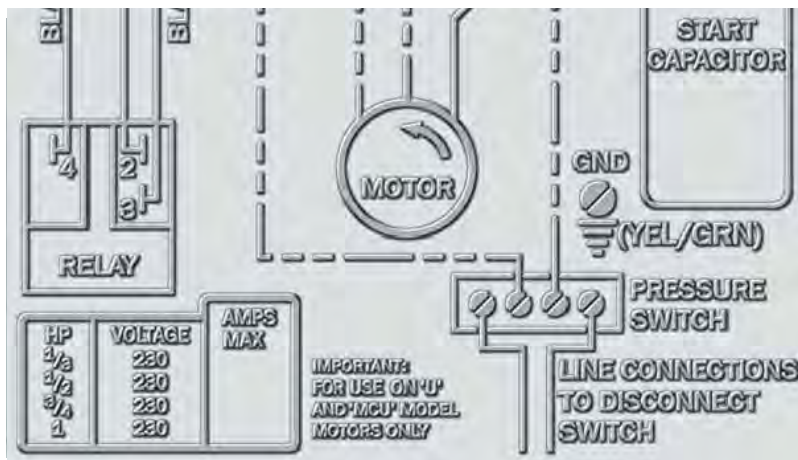 START
CAPACITOR
4
2
3
RELAY
MOTOR
GND
(YEL/GRN)
PRESSURE
SWITCH
HP VOLTAGE AMPS MAX
1/3 230
1/3 230
3/4 230
1 230
IMPORTANT:
FOR USE ON 'U'
AND 'MCU' MODEL
MOTORS ONLY
LINE CONNECTIONS
TO DISCONNECT
SWITCH